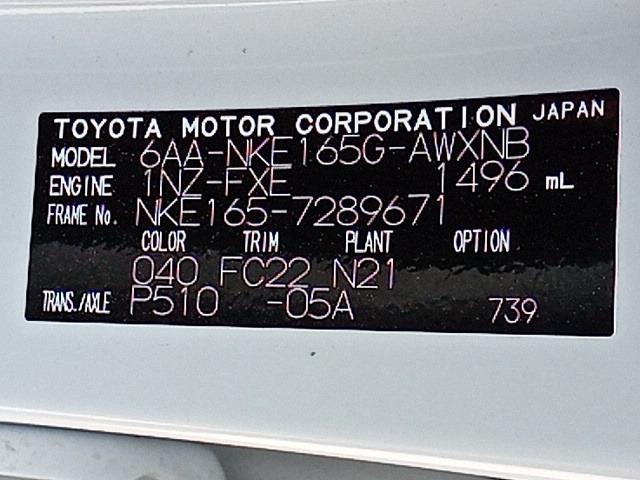 TOYOTA MOTOR CORPORATION JAPAN
MODEL 6AA-NKE165G-AWXNB
ENGINE 1NZ-FXE 1496 mL
FRAME No. NKE165-7289671
COLOR TRIM PLANT OPTION
040 FC22 N21
TRANS./AXLE P510 -05A 739